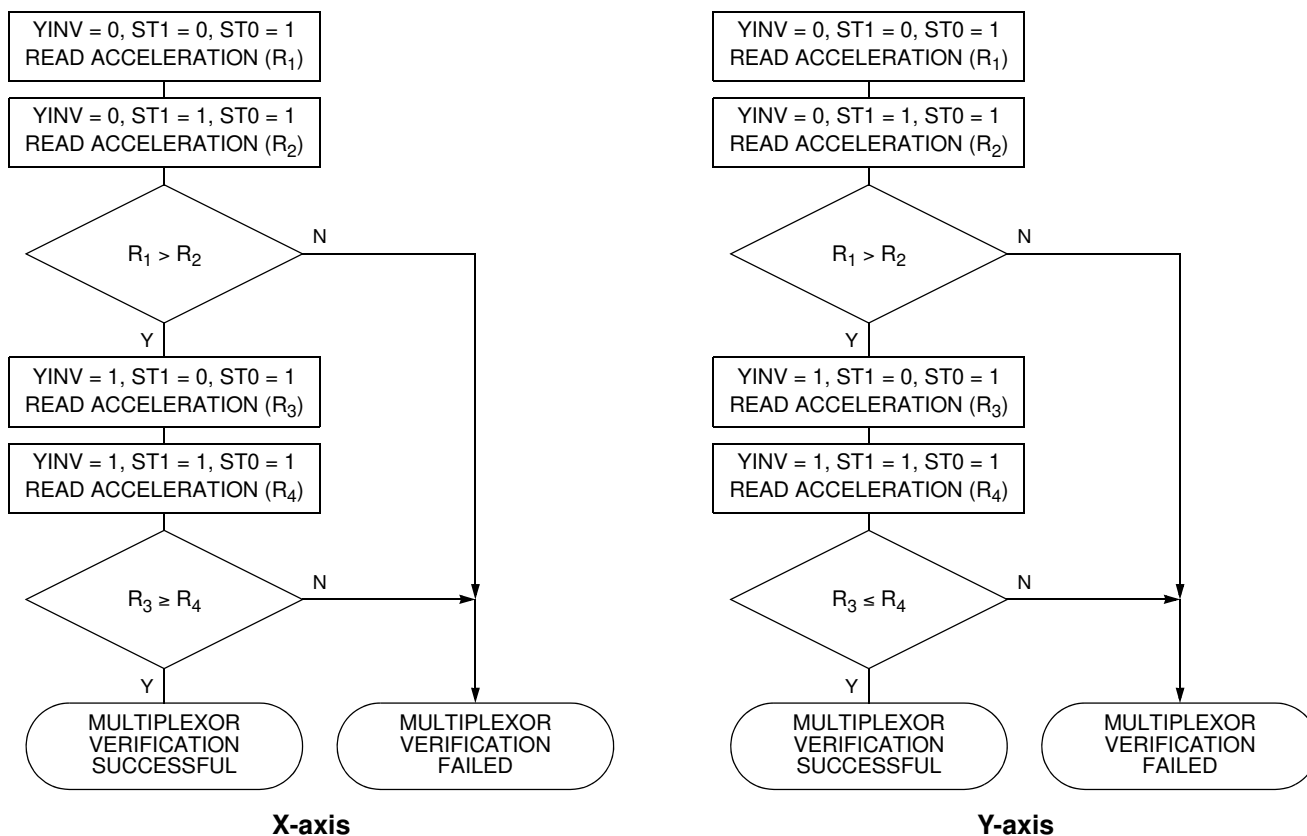 YINV = 0, ST1 = 0, ST0 = 1
READ ACCELERATION (R1)
YINV = 0, ST1 = 1, ST0 = 1
READ ACCELERATION (R2)
R1 > R2
N
Y
YINV = 1, ST1 = 0, ST0 = 1
READ ACCELERATION (R3)
YINV = 1, ST1 = 1, ST0 = 1
READ ACCELERATION (R4)
R3 ≥ R4
N
Y
MULTIPLEXOR
VERIFICATION
SUCCESSFUL
MULTIPLEXOR
VERIFICATION
FAILED
X-axis
YINV = 0, ST1 = 0, ST0 = 1
READ ACCELERATION (R1)
YINV = 0, ST1 = 1, ST0 = 1
READ ACCELERATION (R2)
R1 > R2
N
Y
YINV = 1, ST1 = 0, ST0 = 1
READ ACCELERATION (R3)
YINV = 1, ST1 = 1, ST0 = 1
READ ACCELERATION (R4)
R3 ≤ R4
N
Y
MULTIPLEXOR
VERIFICATION
SUCCESSFUL
MULTIPLEXOR
VERIFICATION
FAILED
Y-axis